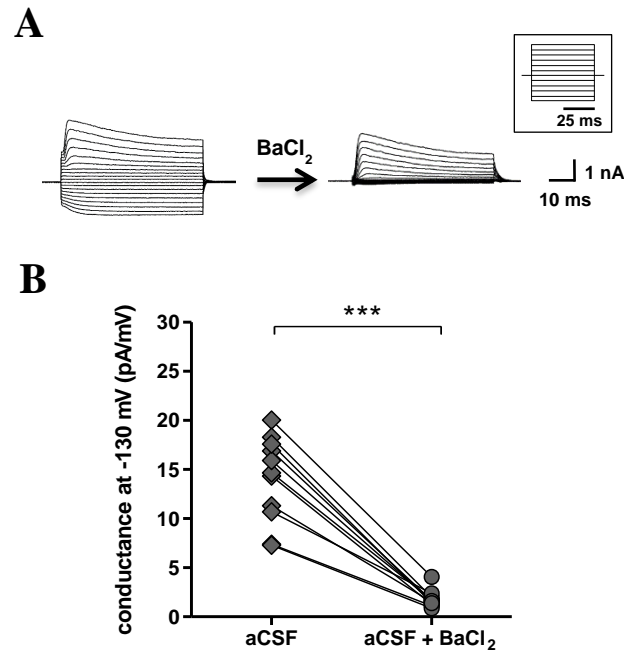 A
25 ms
BaCl2
1 nA
10 ms
B
***
conductance at -130 mV (pA/mV)
30
25
20
15
10
5
0
aCSF
aCSF + BaCl2